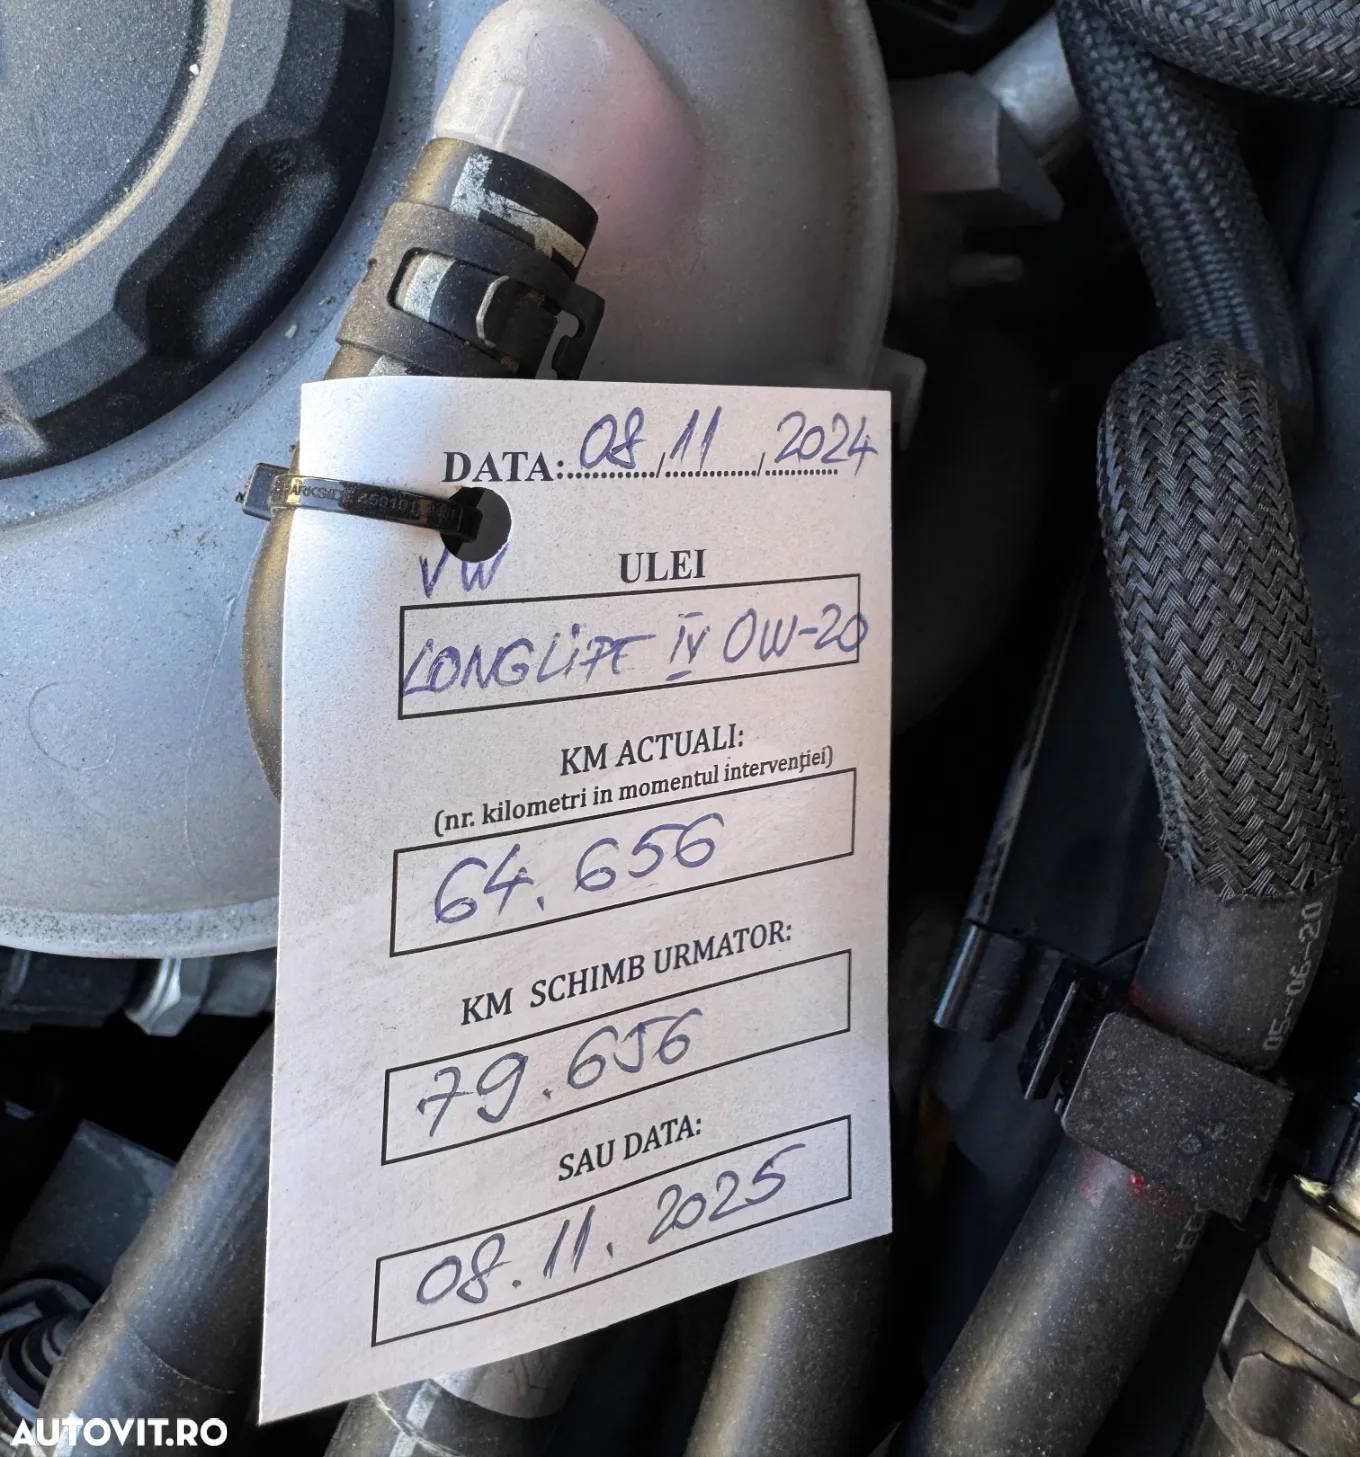 DATA: 08 / 11 / 2024
VW
ULEI
LONGLIFE IV 0W-20
KM ACTUALI:
(nr. kilometri in momentul intervenției)
64.656
KM SCHIMB URMATOR:
79.656
SAU DATA:
08.11.2025
05-06-20
AUTOVIT.RO